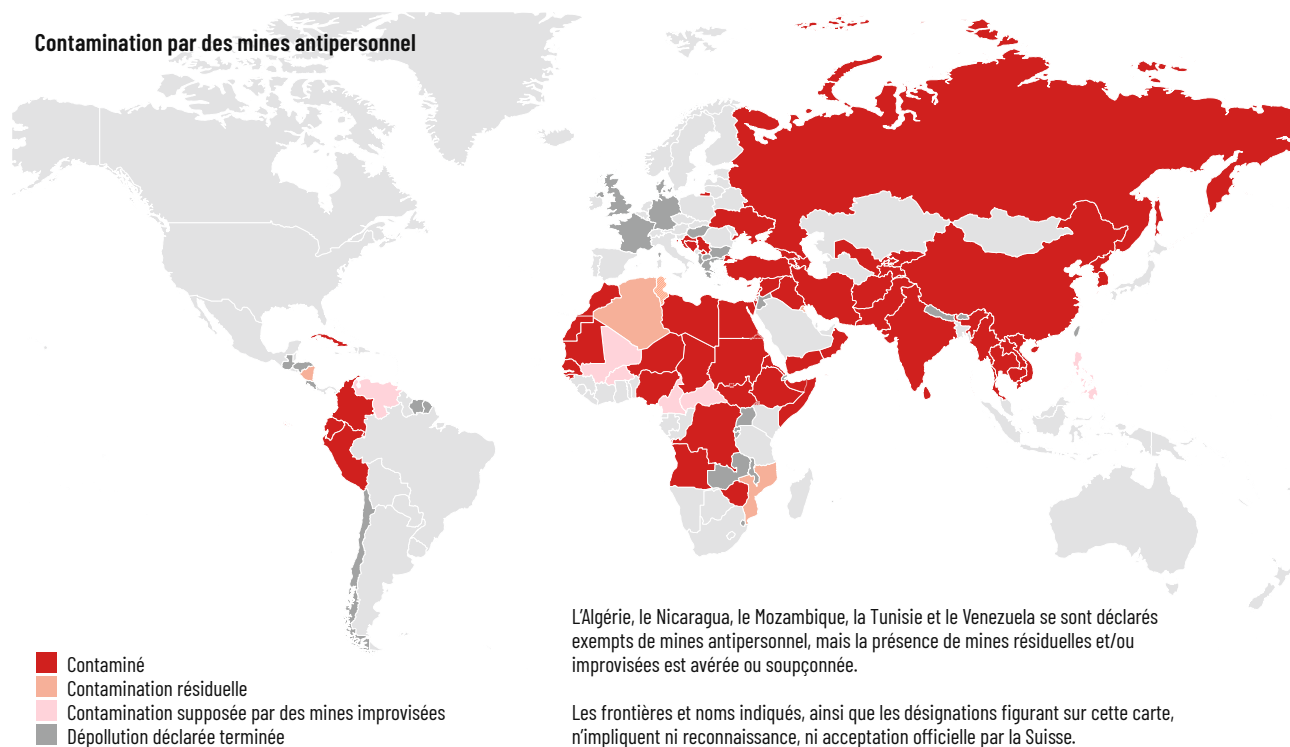 Contamination par des mines antipersonnel
L'Algérie, le Nicaragua, le Mozambique, la Tunisie et le Venezuela se sont déclarés
exempts de mines antipersonnel, mais la présence de mines résiduelles et/ou
improvisées est avérée ou soupçonnée.
Les frontières et noms indiqués, ainsi que les désignations figurant sur cette carte,
n'impliquent ni reconnaissance, ni acceptation officielle par la Suisse.
Contaminé
Contamination résiduelle
Contamination supposée par des mines improvisées
Dépollution déclarée terminée